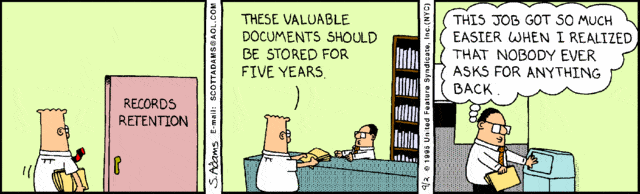 RECORDS
RETENTION
S. Adams E-mail: SCOTTADAMS@AOL.COM
THESE VALUABLE
DOCUMENTS SHOULD
BE STORED FOR
FIVE YEARS.
9/2 © 1996 United Feature Syndicate, Inc.(NYC)
THIS JOB GOT SO MUCH
EASIER WHEN I REALIZED
THAT NOBODY EVER
ASKS FOR ANYTHING
BACK.